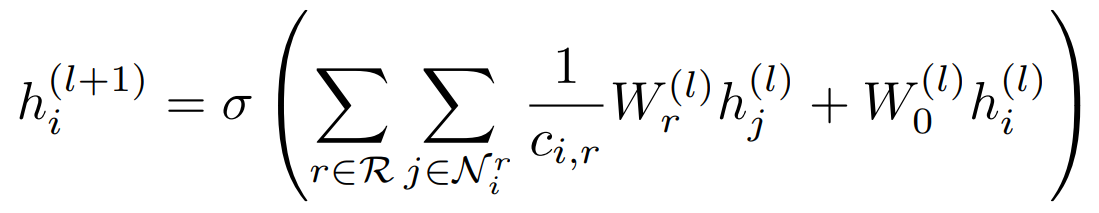 h_i^{(l+1)} = \sigma \left( \sum_{r \in \mathcal{R}} \sum_{j \in \mathcal{N}_i^r} \frac{1}{c_{i,r}} W_r^{(l)} h_j^{(l)} + W_0^{(l)} h_i^{(l)} \right)